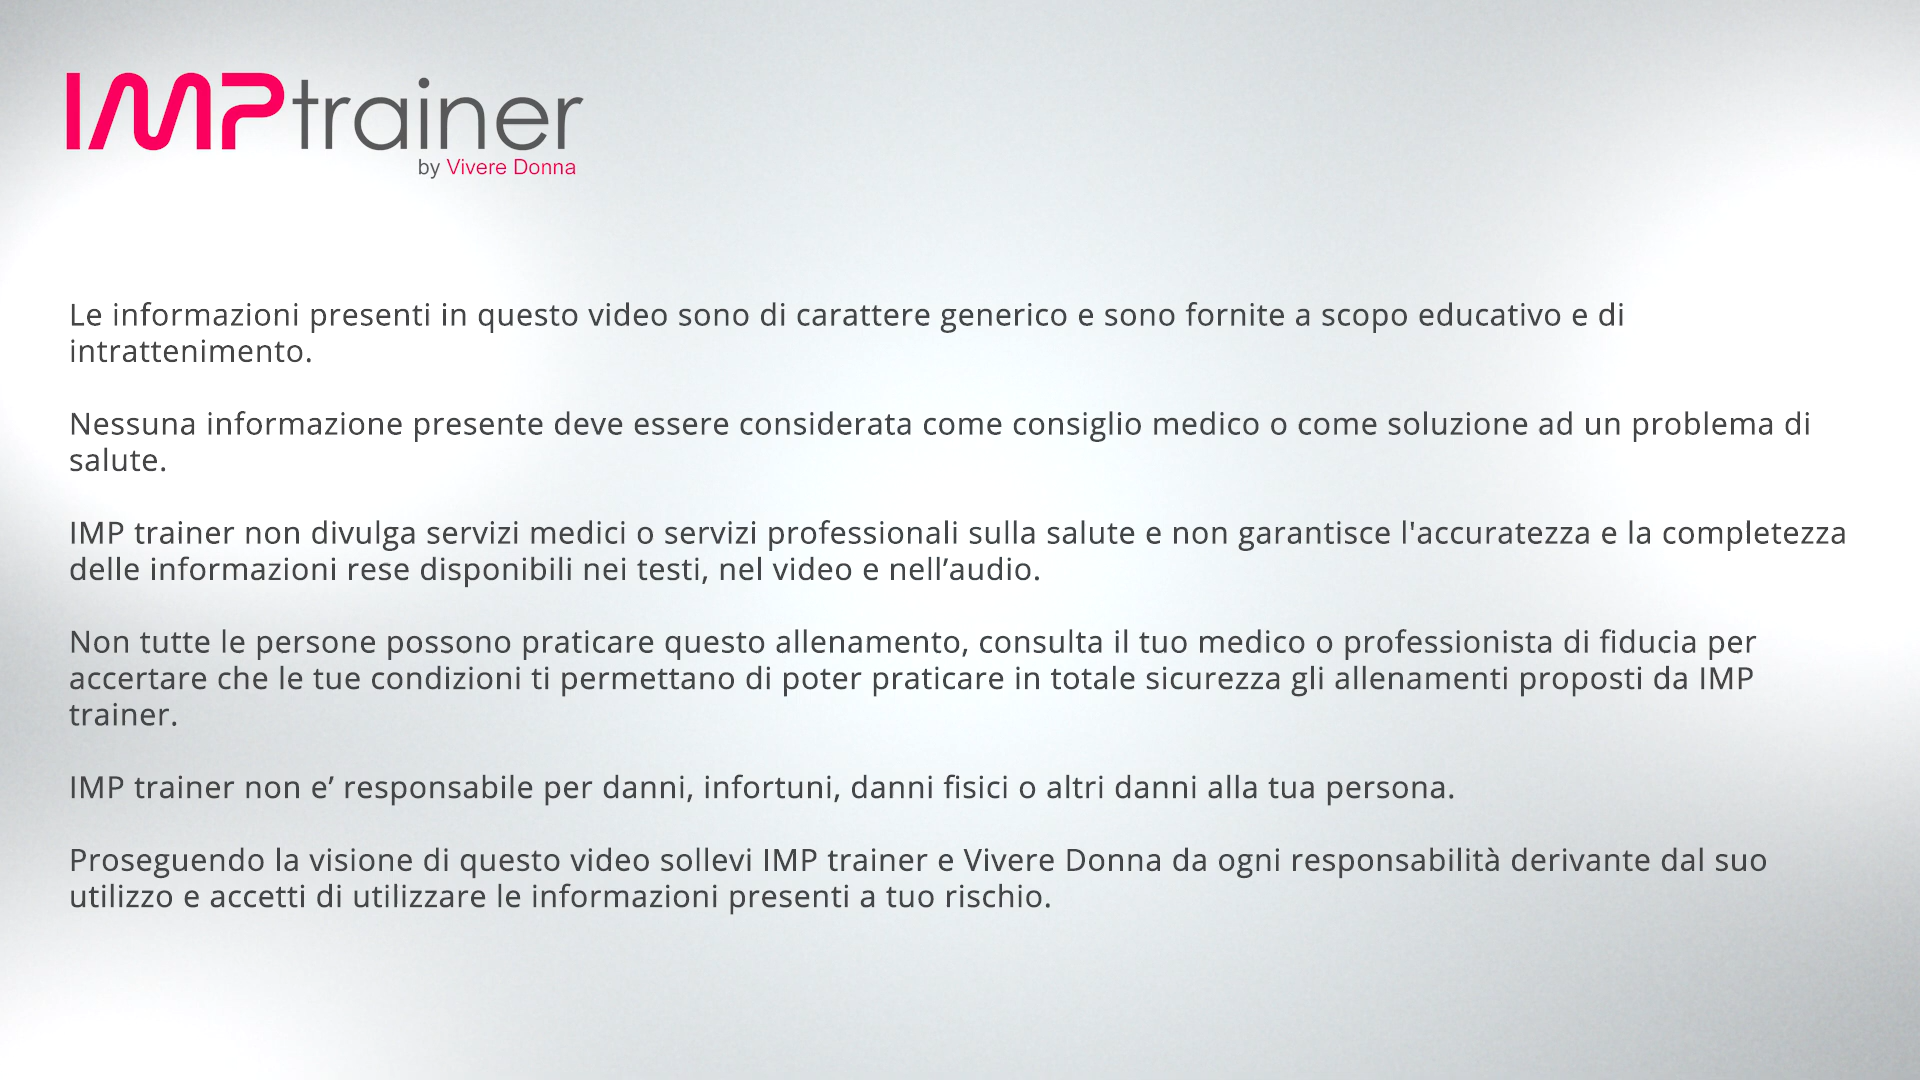 IMP trainer
by Vivere Donna
Le informazioni presenti in questo video sono di carattere generico e sono fornite a scopo educativo e di
intrattenimento.
Nessuna informazione presente deve essere considerata come consiglio medico o come soluzione ad un problema di
salute.
IMP trainer non divulga servizi medici o servizi professionali sulla salute e non garantisce l'accuratezza e la completezza
delle informazioni rese disponibili nei testi, nel video e nell’audio.
Non tutte le persone possono praticare questo allenamento, consulta il tuo medico o professionista di fiducia per
accertare che le tue condizioni ti permettano di poter praticare in totale sicurezza gli allenamenti proposti da IMP
trainer.
IMP trainer non e’ responsabile per danni, infortuni, danni fisici o altri danni alla tua persona.
Proseguendo la visione di questo video sollevi IMP trainer e Vivere Donna da ogni responsabilità derivante dal suo
utilizzo e accetti di utilizzare le informazioni presenti a tuo rischio.